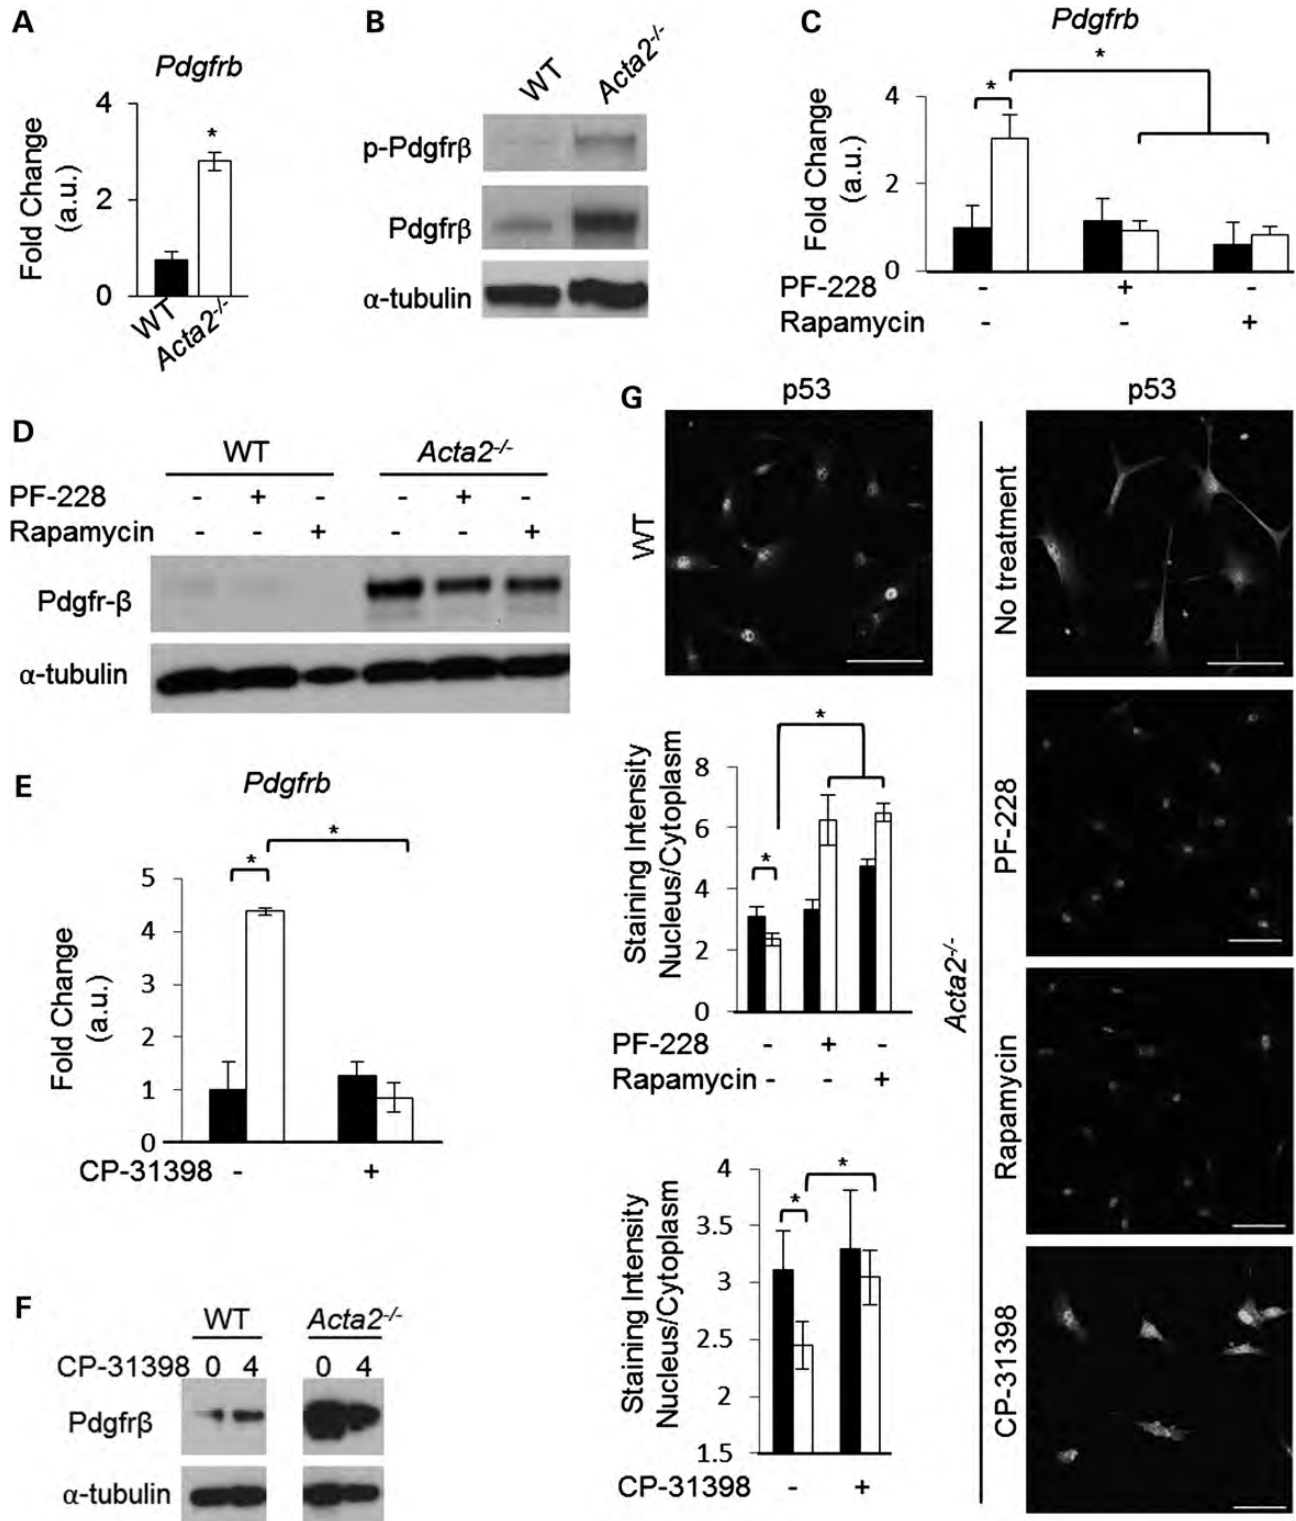 A
Pdgfrb
Fold Change
(a.u.)
4
2
0
*
WT
Acta2-/-
B
WT
Acta2-/-
p-Pdgfrβ
Pdgfrβ
α-tubulin
C
Pdgfrb
Fold Change
(a.u.)
4
2
0
*
*
PF-228 - + -
Rapamycin - - +
D
WT
Acta2-/-
PF-228 - + - - + -
Rapamycin - - + - - +
Pdgfr-β
α-tubulin
E
Pdgfrb
Fold Change
(a.u.)
5
4
3
2
1
0
*
*
CP-31398 - +
F
WT
Acta2-/-
CP-31398 0 4 0 4
Pdgfrβ
α-tubulin
G
p53
WT
Staining Intensity
Nucleus/Cytoplasm
8
6
4
2
0
*
*
PF-228 - + -
Rapamycin - - +
Staining Intensity
Nucleus/Cytoplasm
4
3.5
3
2.5
2
1.5
*
*
CP-31398 - +
Acta2-/-
p53
No treatment
PF-228
Rapamycin
CP-31398